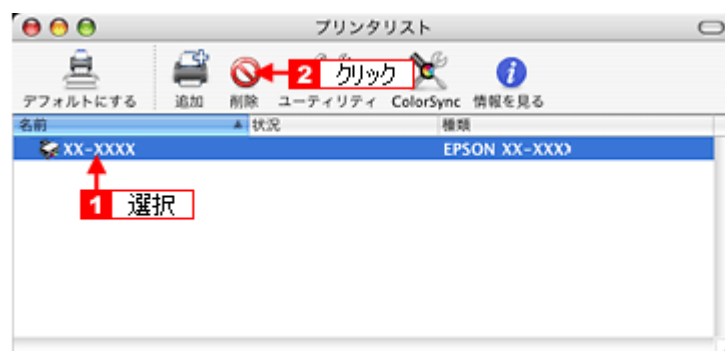 プリンタリスト
2 クリック
デフォルトにする 追加 削除 ユーティリティ ColorSync 情報を見る
名前 状況 種類
XX-XXXX EPSON XX-XXX
1 選択